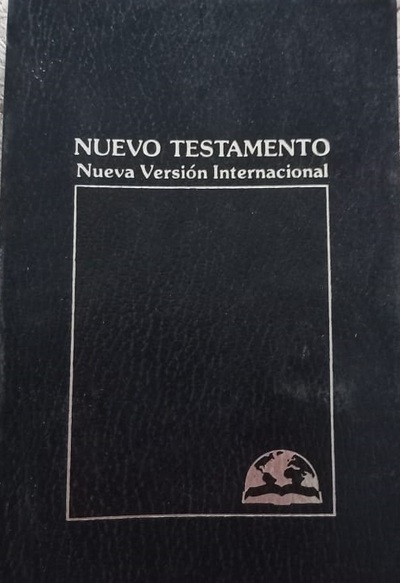 NUEVO TESTAMENTO
Nueva Versión Internacional